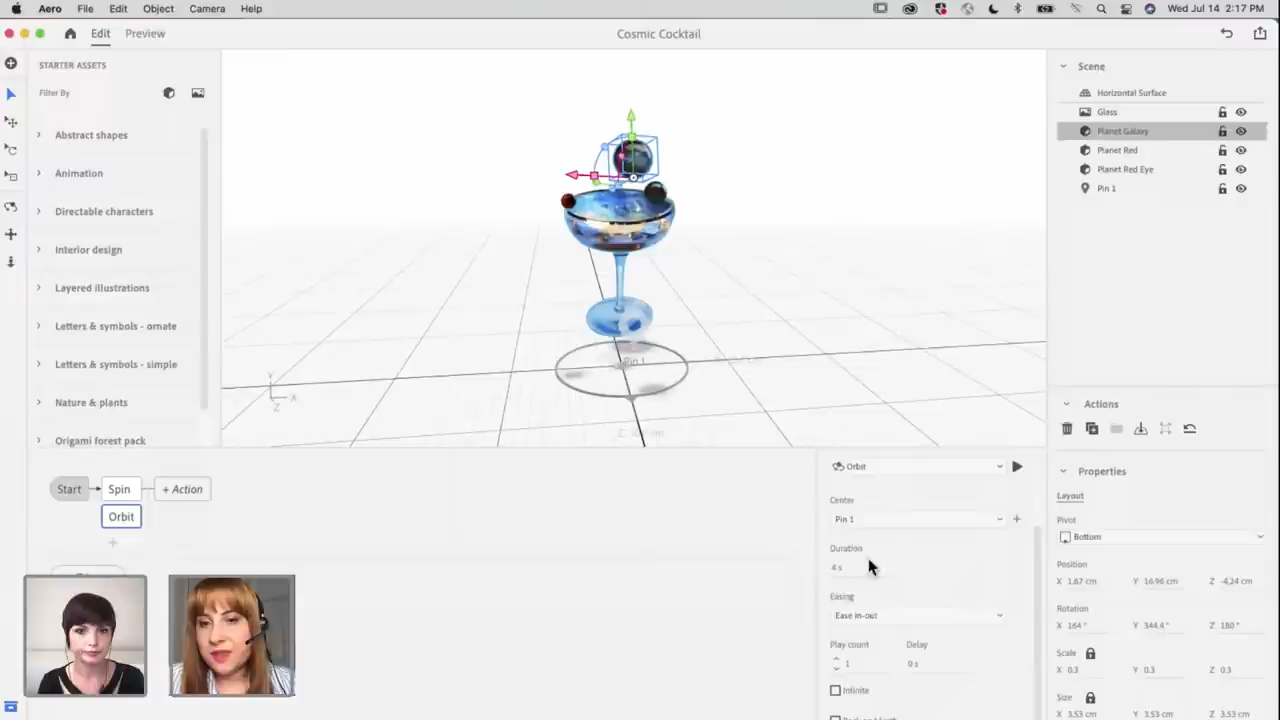 Aero File Edit Object Camera Help Wed Jul 14 2:17 PM
Edit Preview Cosmic Cocktail
STARTER ASSETS
Filter By
Abstract shapes
Animation
Directable characters
Interior design
Layered illustrations
Letters & symbols - ornate
Letters & symbols - simple
Nature & plants
Origami forest pack
Pin 1
Y
X
Z
Start Spin + Action
Orbit
+
Orbit
Center
Pin 1
Duration
4 s
Easing
Ease in-out
Play count Delay
1 0 s
Infinite
Scene
Horizontal Surface
Glass
Planet Galaxy
Planet Red
Planet Red Eye
Pin 1
Actions
Properties
Layout
Pivot
Bottom
Position
X 1.67 cm Y 16.96 cm Z -4.24 cm
Rotation
X 164° Y 344.4° Z 180°
Scale
X 0.3 Y 0.3 Z 0.3
Size
X 3.53 cm Y 3.53 cm Z 3.53 cm